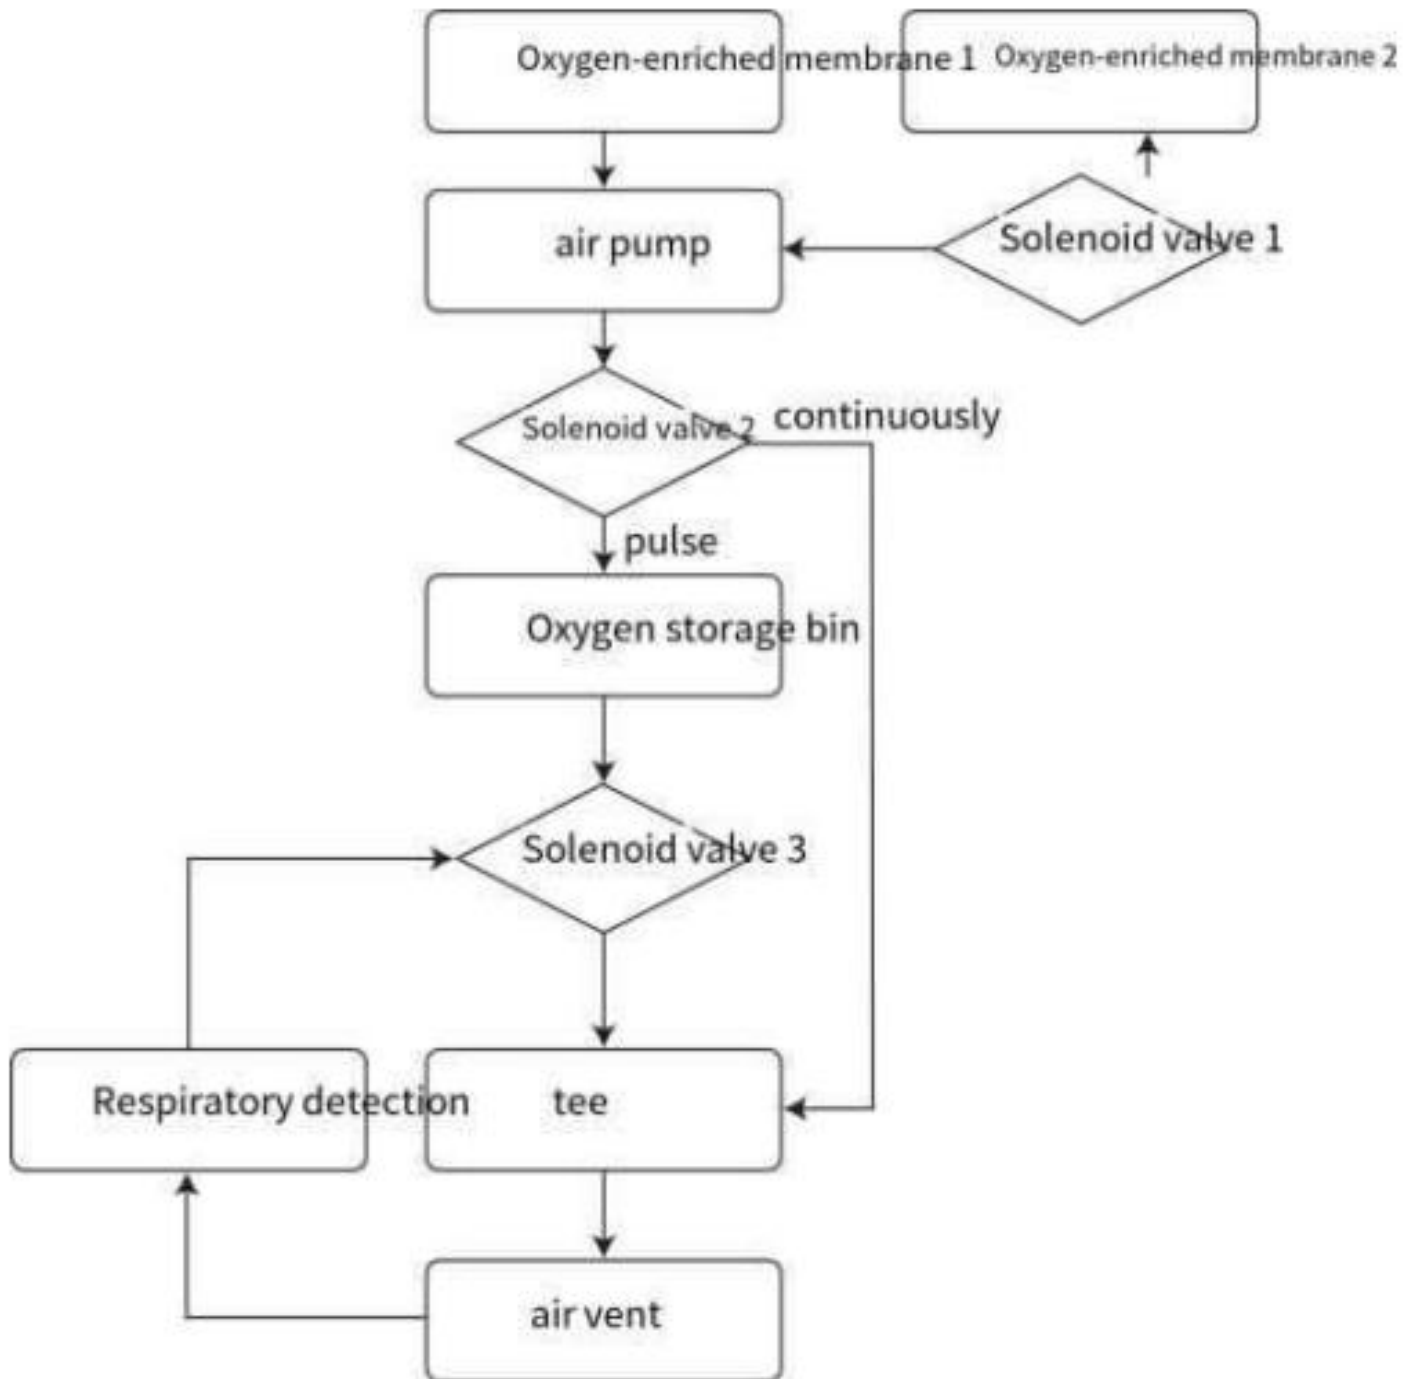 Oxygen-enriched membrane 1
Oxygen-enriched membrane 2
air pump
Solenoid valve 1
Solenoid valve 2
continuously
pulse
Oxygen storage bin
Solenoid valve 3
Respiratory detection
tee
air vent